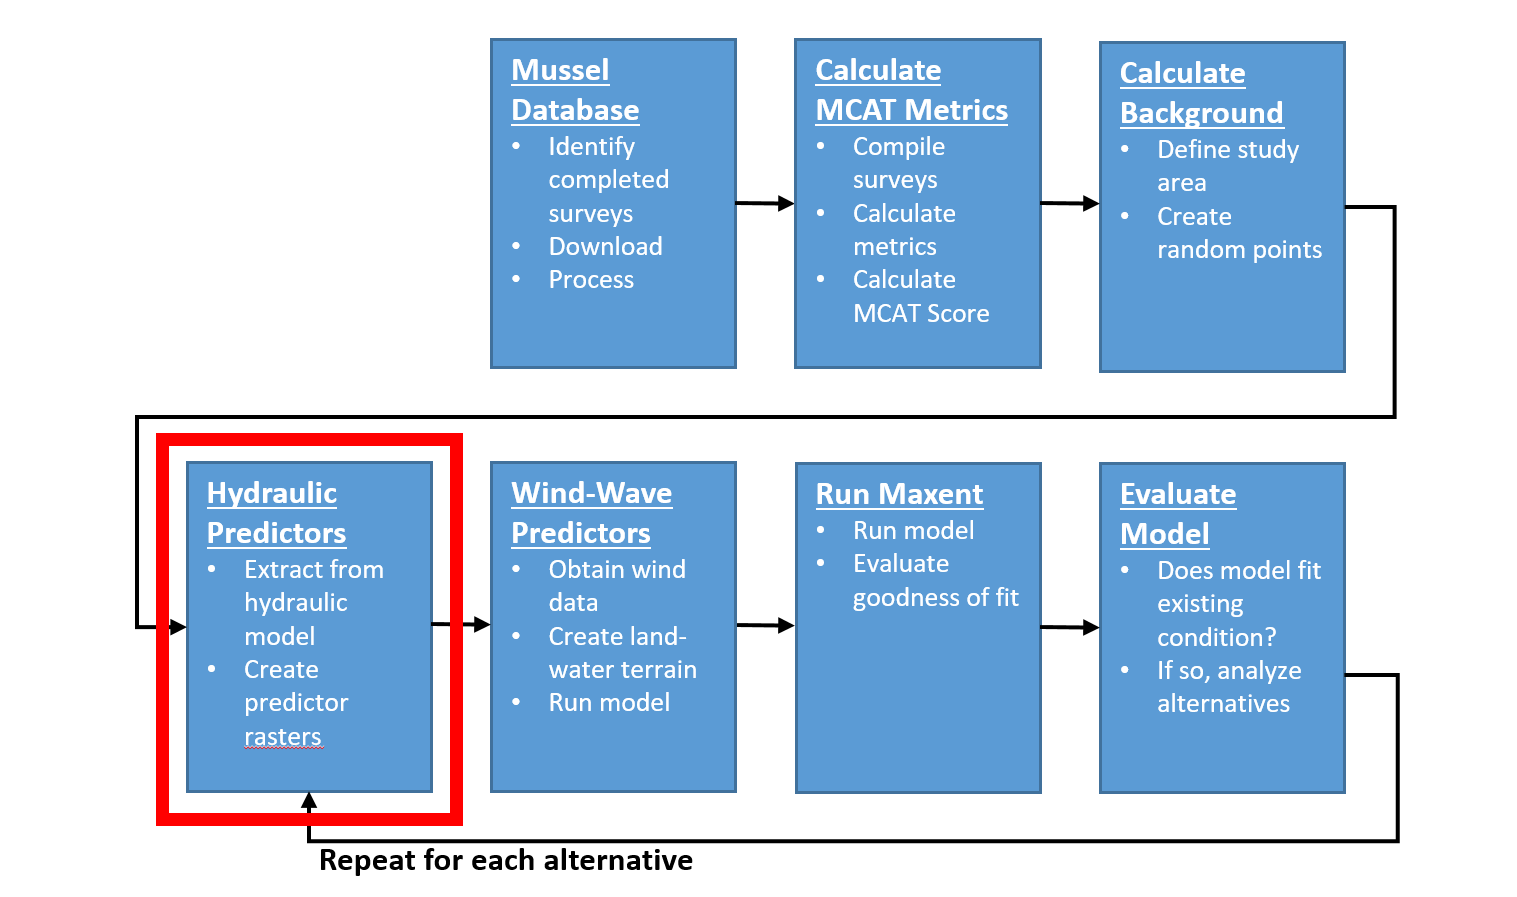 Mussel
Database
• Identify
completed
surveys
• Download
• Process
Calculate
MCAT Metrics
• Compile
surveys
• Calculate
metrics
• Calculate
MCAT Score
Calculate
Background
• Define study
area
• Create
random points
Hydraulic
Predictors
• Extract from
hydraulic
model
• Create
predictor
rasters
Wind-Wave
Predictors
• Obtain wind
data
• Create land-
water terrain
• Run model
Run Maxent
• Run model
• Evaluate
goodness of fit
Evaluate
Model
• Does model fit
existing
condition?
• If so, analyze
alternatives
Repeat for each alternative